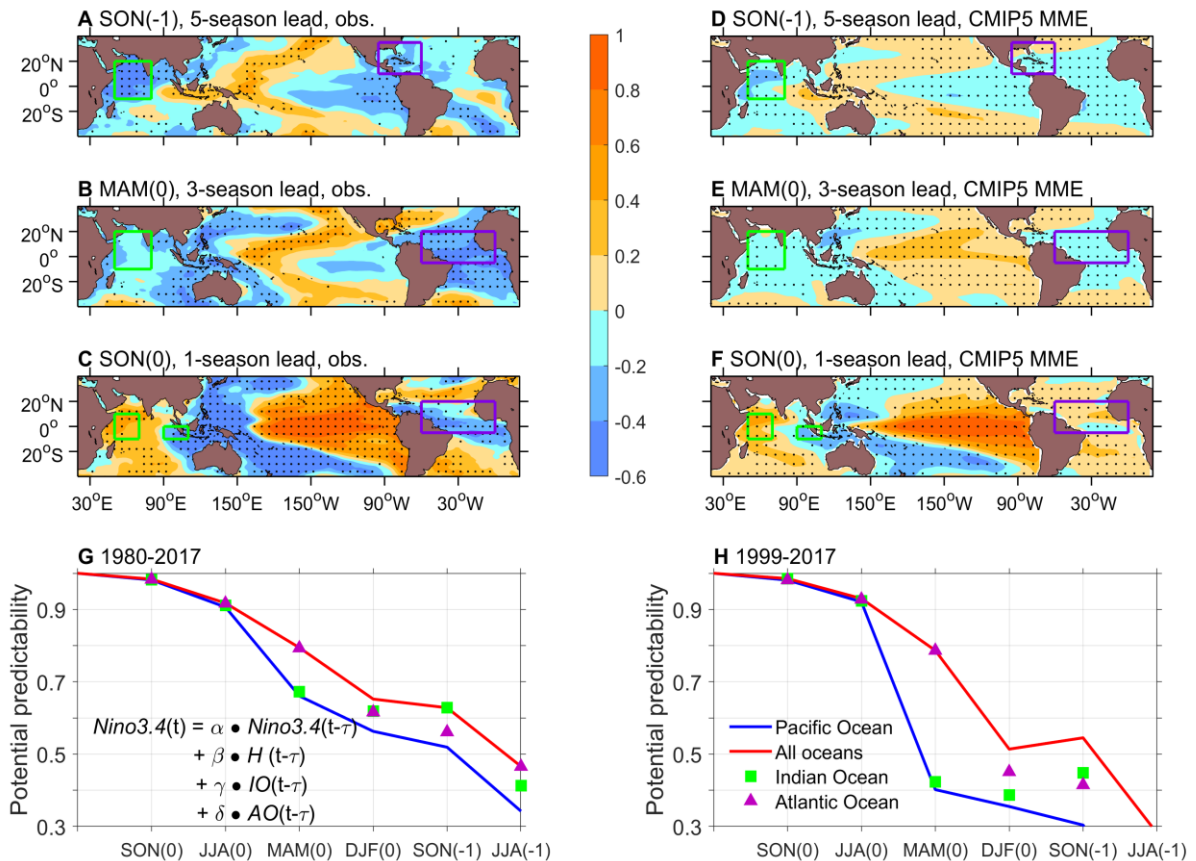 A SON(-1), 5-season lead, obs.
20°N
0°
20°S
B MAM(0), 3-season lead, obs.
20°N
0°
20°S
C SON(0), 1-season lead, obs.
20°N
0°
20°S
30°E 90°E 150°E 150°W 90°W 30°W
1
0.8
0.6
0.4
0.2
0
-0.2
-0.4
-0.6
D SON(-1), 5-season lead, CMIP5 MME
E MAM(0), 3-season lead, CMIP5 MME
F SON(0), 1-season lead, CMIP5 MME
30°E 90°E 150°E 150°W 90°W 30°W
G 1980-2017
Potential predictability
0.9
0.7
0.5
0.3
Nino3.4(t) = α • Nino3.4(t-τ)
+ β • H (t-τ)
+ γ • IO(t-τ)
+ δ • AO(t-τ)
SON(0) JJA(0) MAM(0) DJF(0) SON(-1) JJA(-1)
H 1999-2017
Potential predictability
0.9
0.7
0.5
0.3
Pacific Ocean
All oceans
Indian Ocean
Atlantic Ocean
SON(0) JJA(0) MAM(0) DJF(0) SON(-1) JJA(-1)